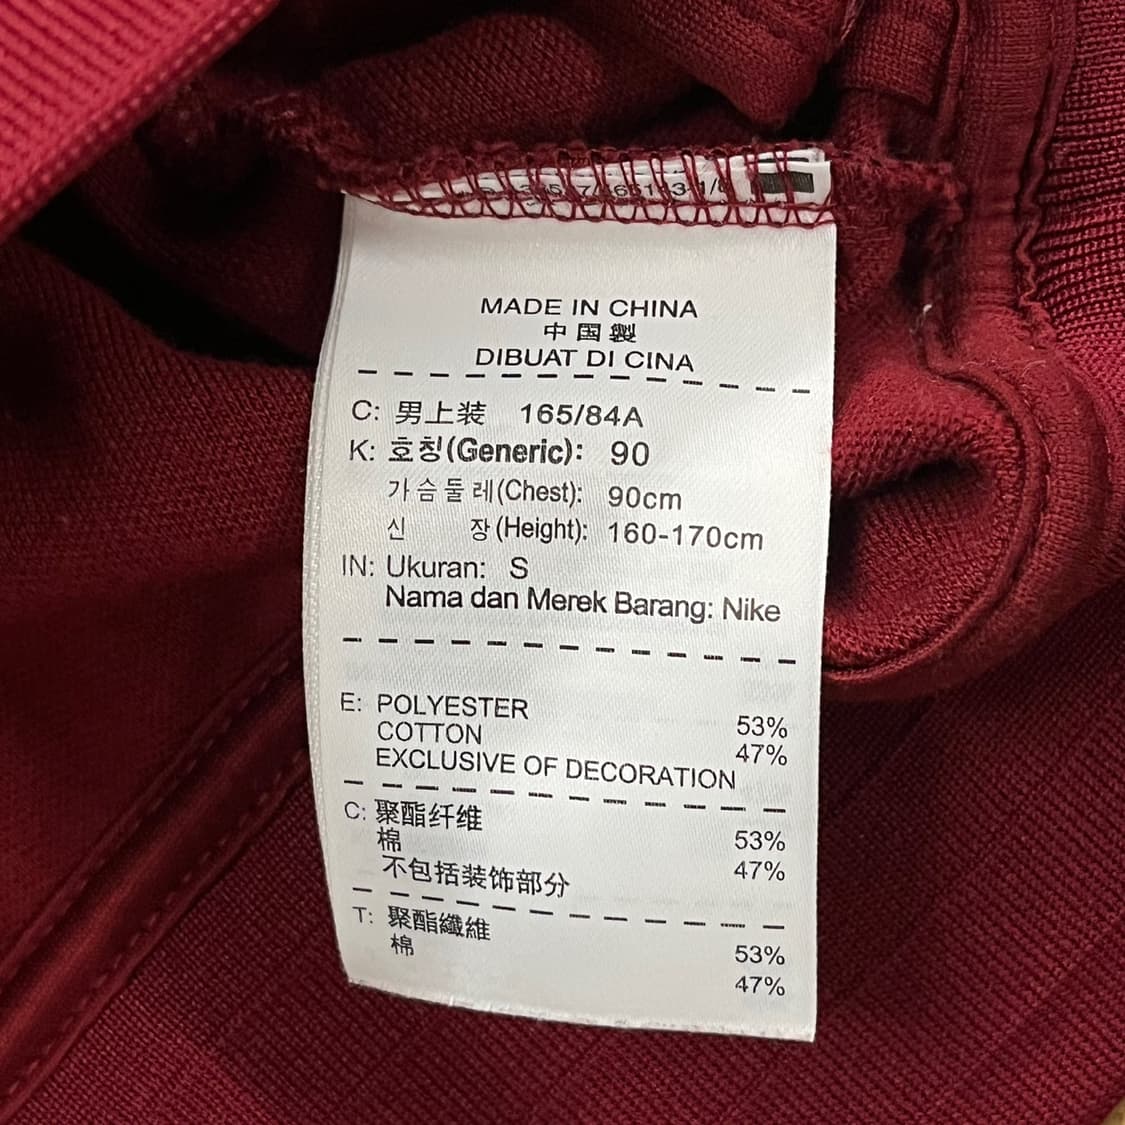 MADE IN CHINA
中国製
DIBUAT DI CINA
C: 男上装 165/84A
K: 호칭(Generic): 90
가슴둘레(Chest): 90cm
신 장(Height): 160-170cm
IN: Ukuran: S
Nama dan Merek Barang: Nike
E: POLYESTER 53%
COTTON 47%
EXCLUSIVE OF DECORATION
C: 聚酯纤维 53%
棉 47%
不包括装饰部分
T: 聚酯纖維 53%
棉 47%